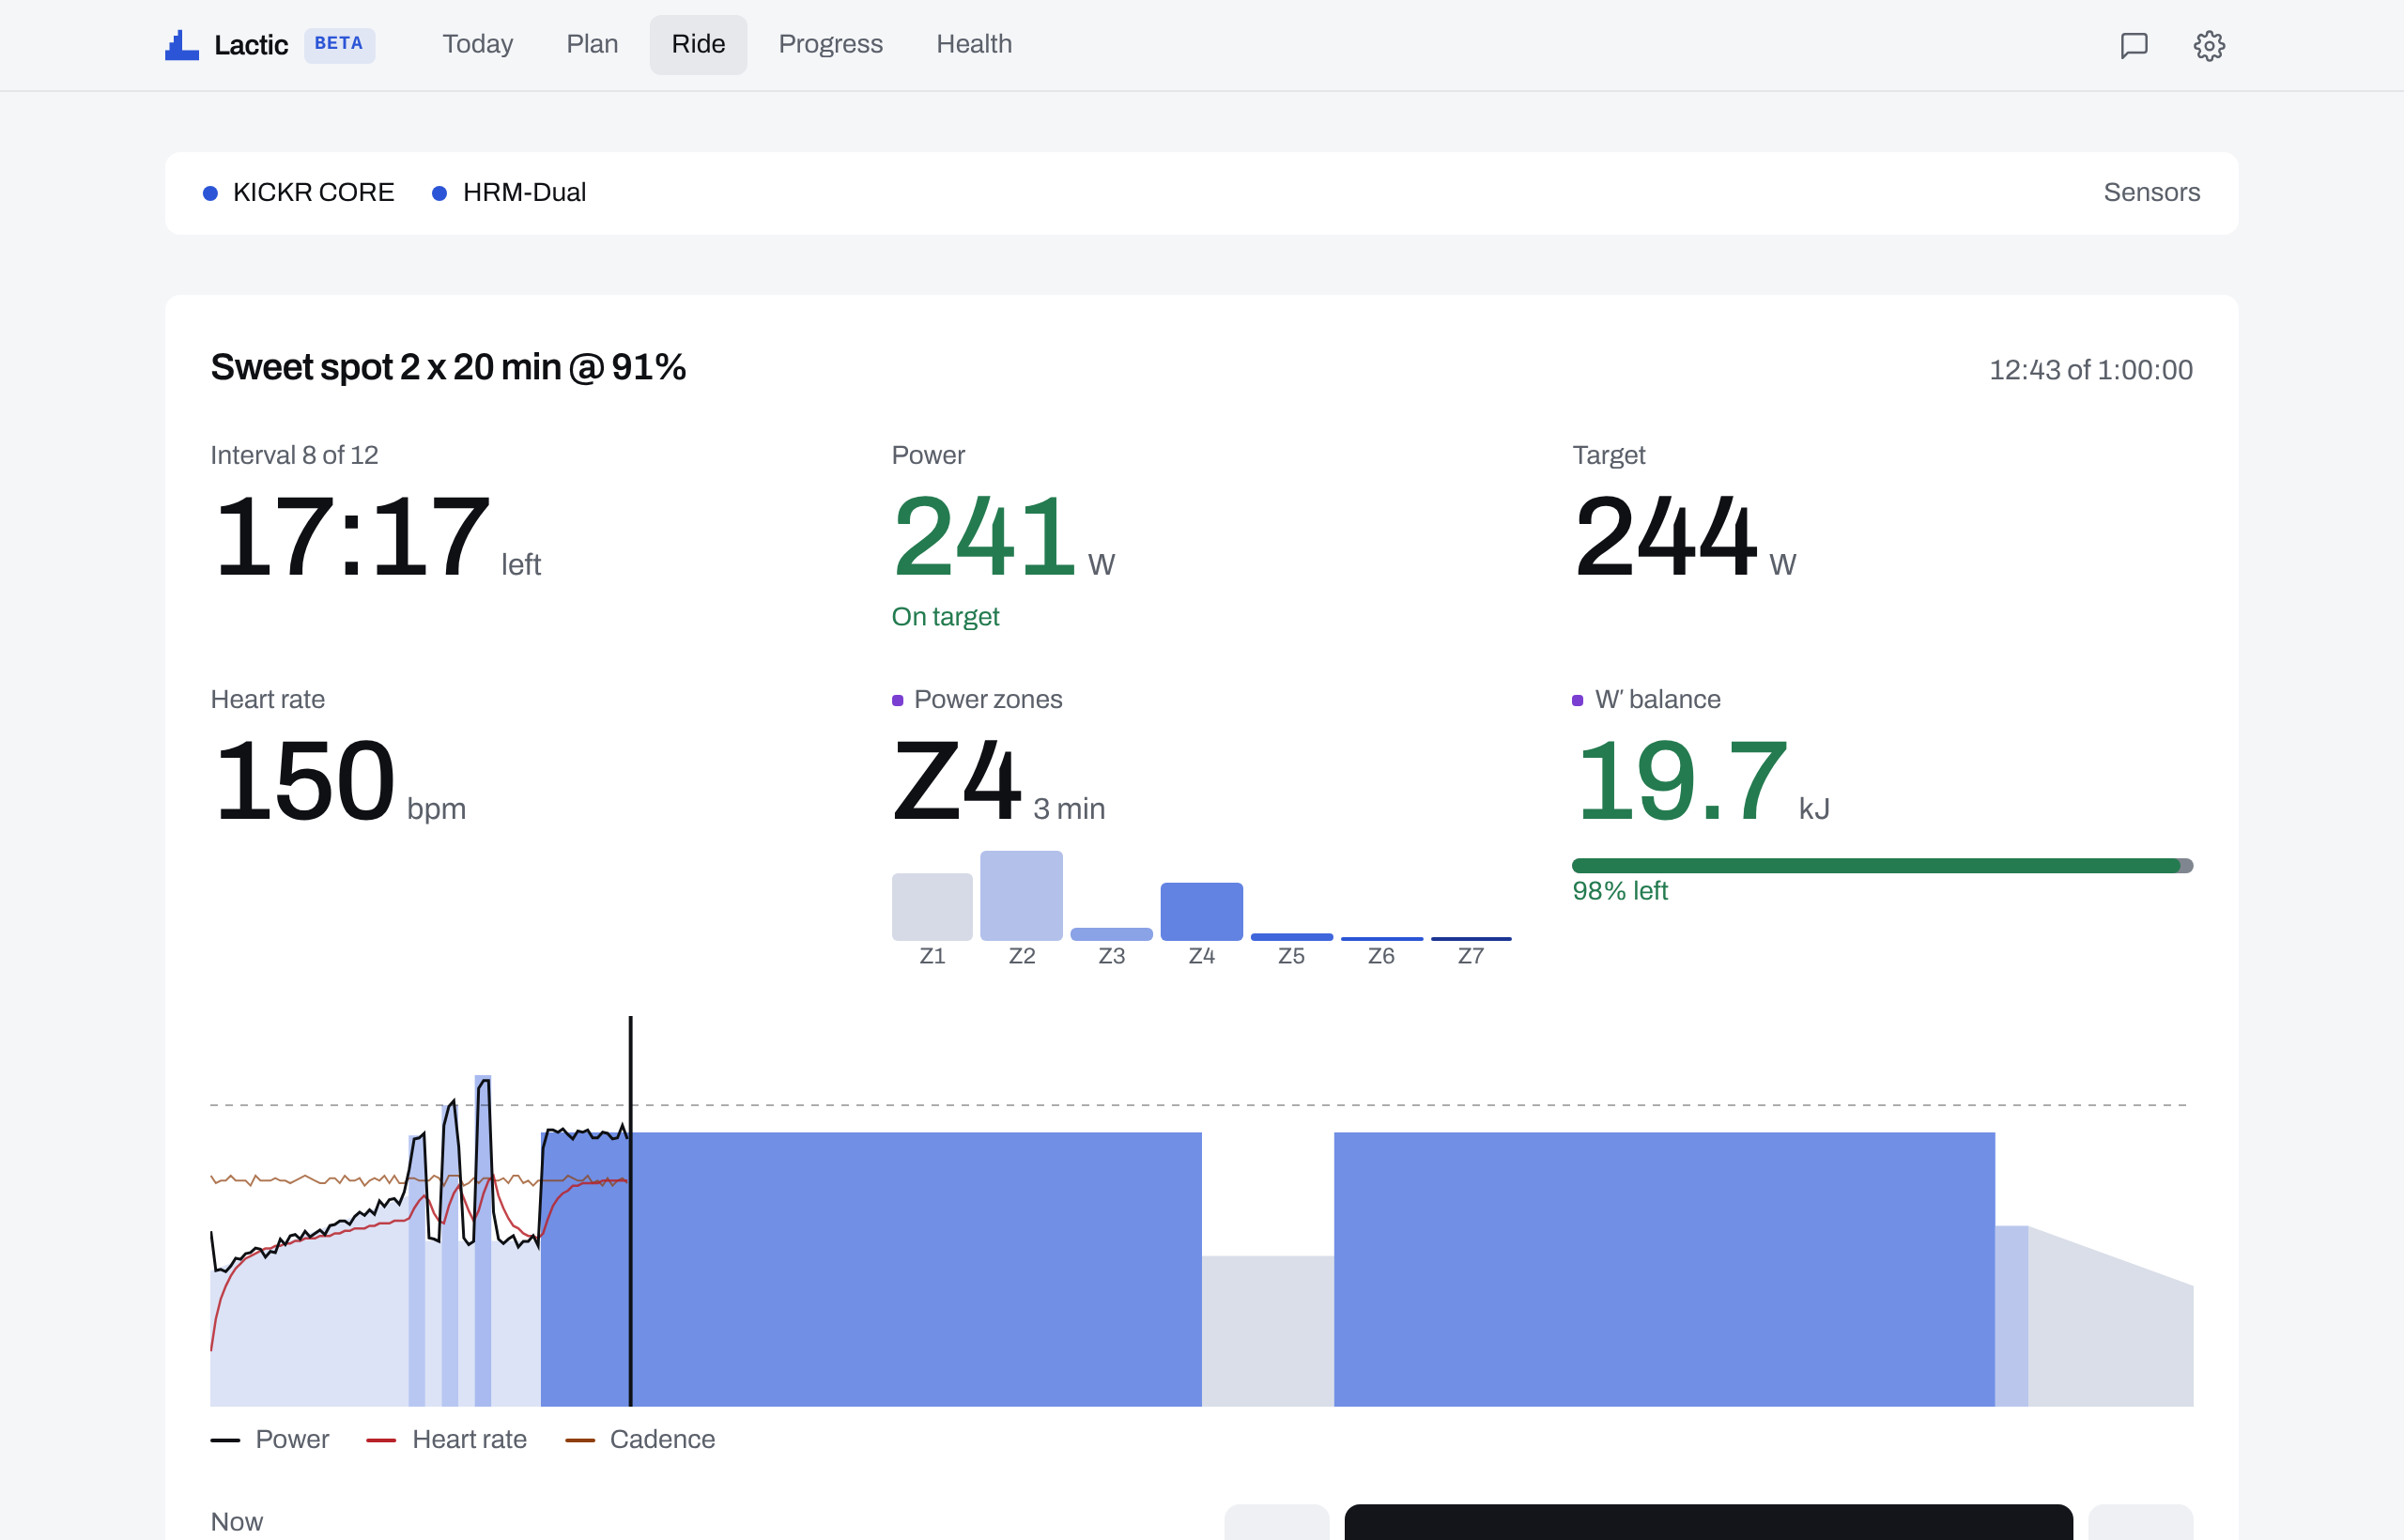 Lactic BETA Today Plan Ride Progress Health
KICKR CORE HRM-Dual Sensors
Sweet spot 2 x 20 min @ 91% 12:43 of 1:00:00
Interval 8 of 12 Power Target
17:17 left 241 W 244 W
On target
Heart rate Power zones W′ balance
150 bpm Z4 3 min 19.7 kJ
98% left
Z1 Z2 Z3 Z4 Z5 Z6 Z7
Power Heart rate Cadence
Now